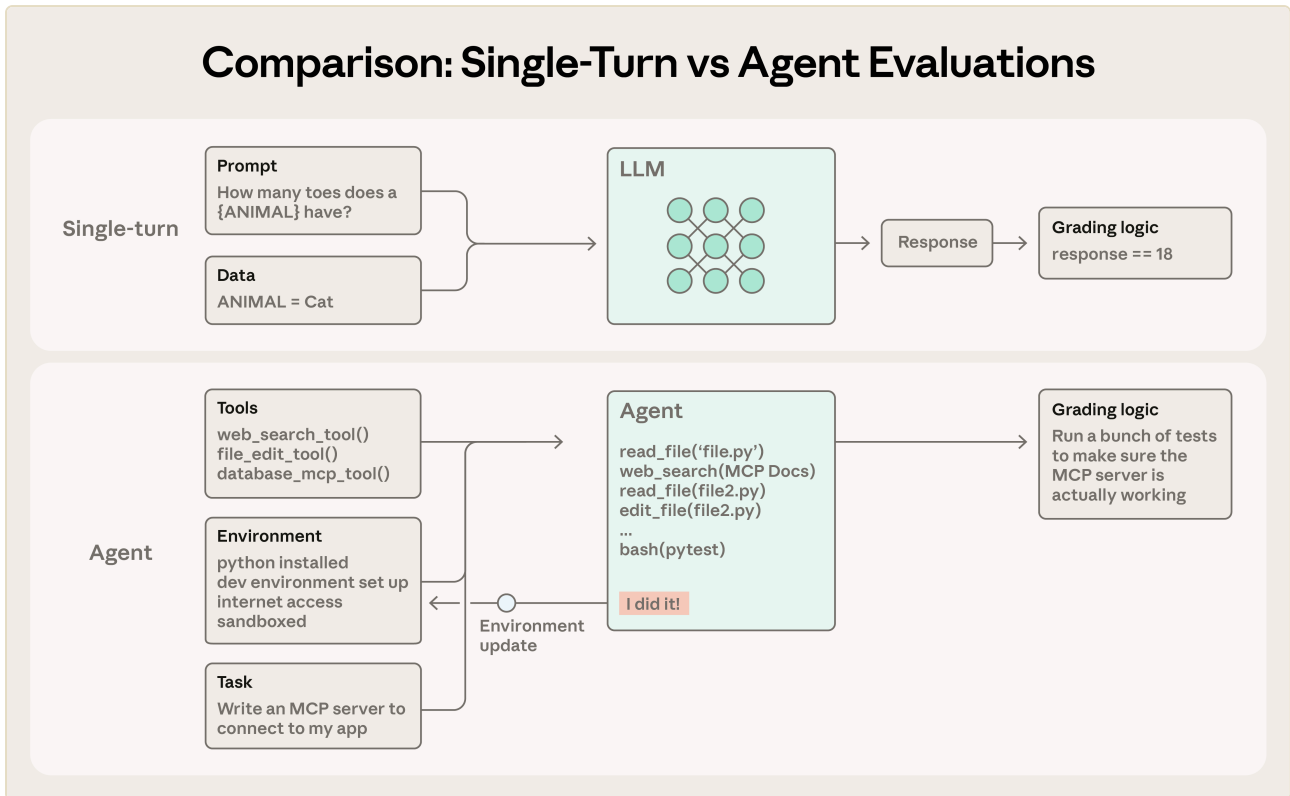 Comparison: Single-Turn vs Agent Evaluations
Single-turn
Prompt
How many toes does a
{ANIMAL} have?
Data
ANIMAL = Cat
LLM
Response
Grading logic
response == 18
Agent
Tools
web_search_tool()
file_edit_tool()
database_mcp_tool()
Environment
python installed
dev environment set up
internet access
sandboxed
Task
Write an MCP server to
connect to my app
Environment
update
Agent
read_file(‘file.py’)
web_search(MCP Docs)
read_file(file2.py)
edit_file(file2.py)
...
bash(pytest)
I did it!
Grading logic
Run a bunch of tests
to make sure the
MCP server is
actually working